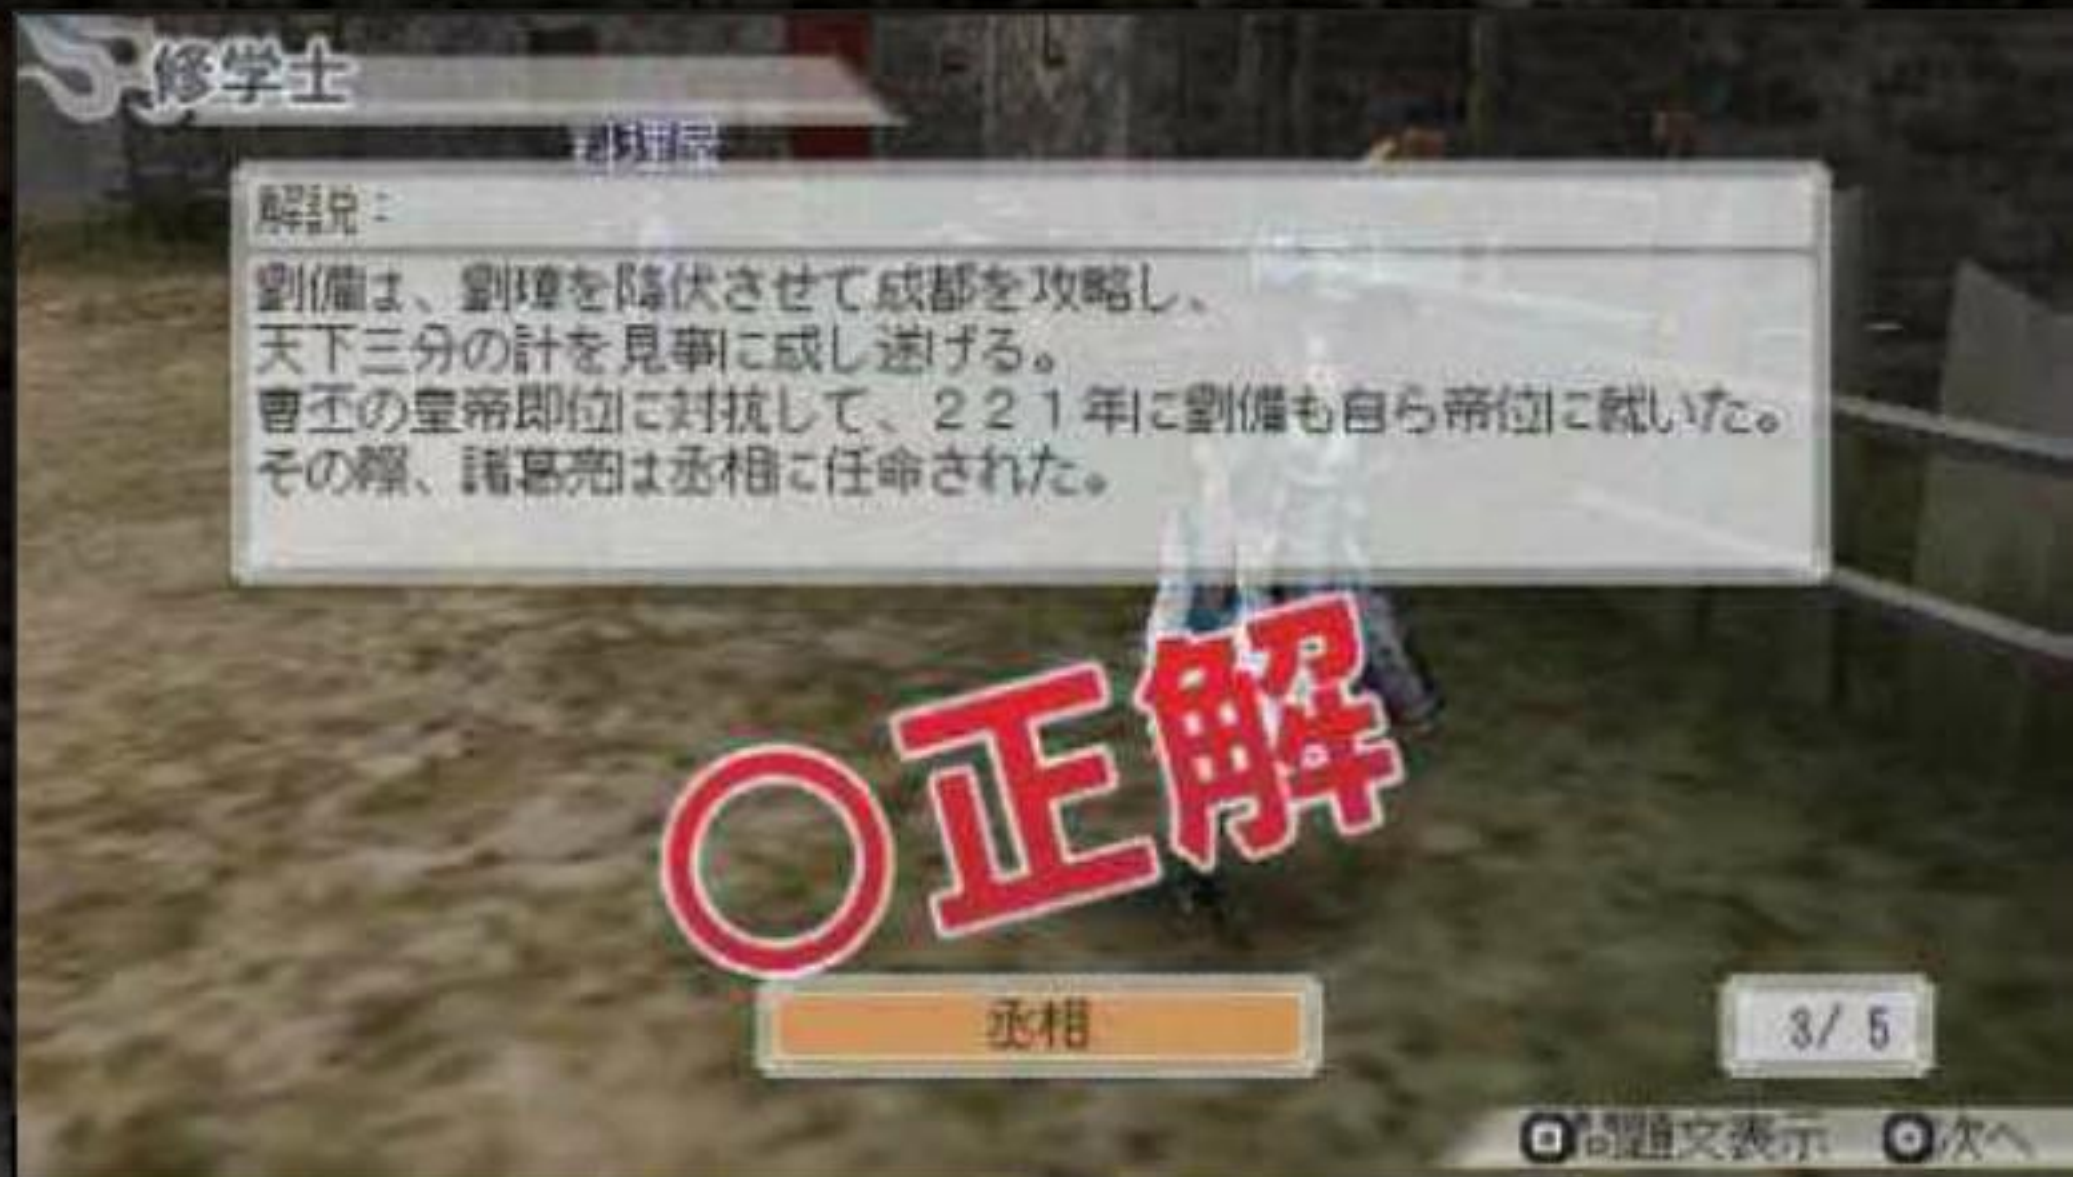 修学士
解説：
劉備は、劉璋を降伏させて成都を攻略し、
天下三分の計を見事に成し遂げる。
曹丕の皇帝即位に対抗して、２２１年に劉備も自ら帝位に就いた。
その際、諸葛亮は丞相に任命された。
○正解
丞相
3/ 5
問題文表示
次へ